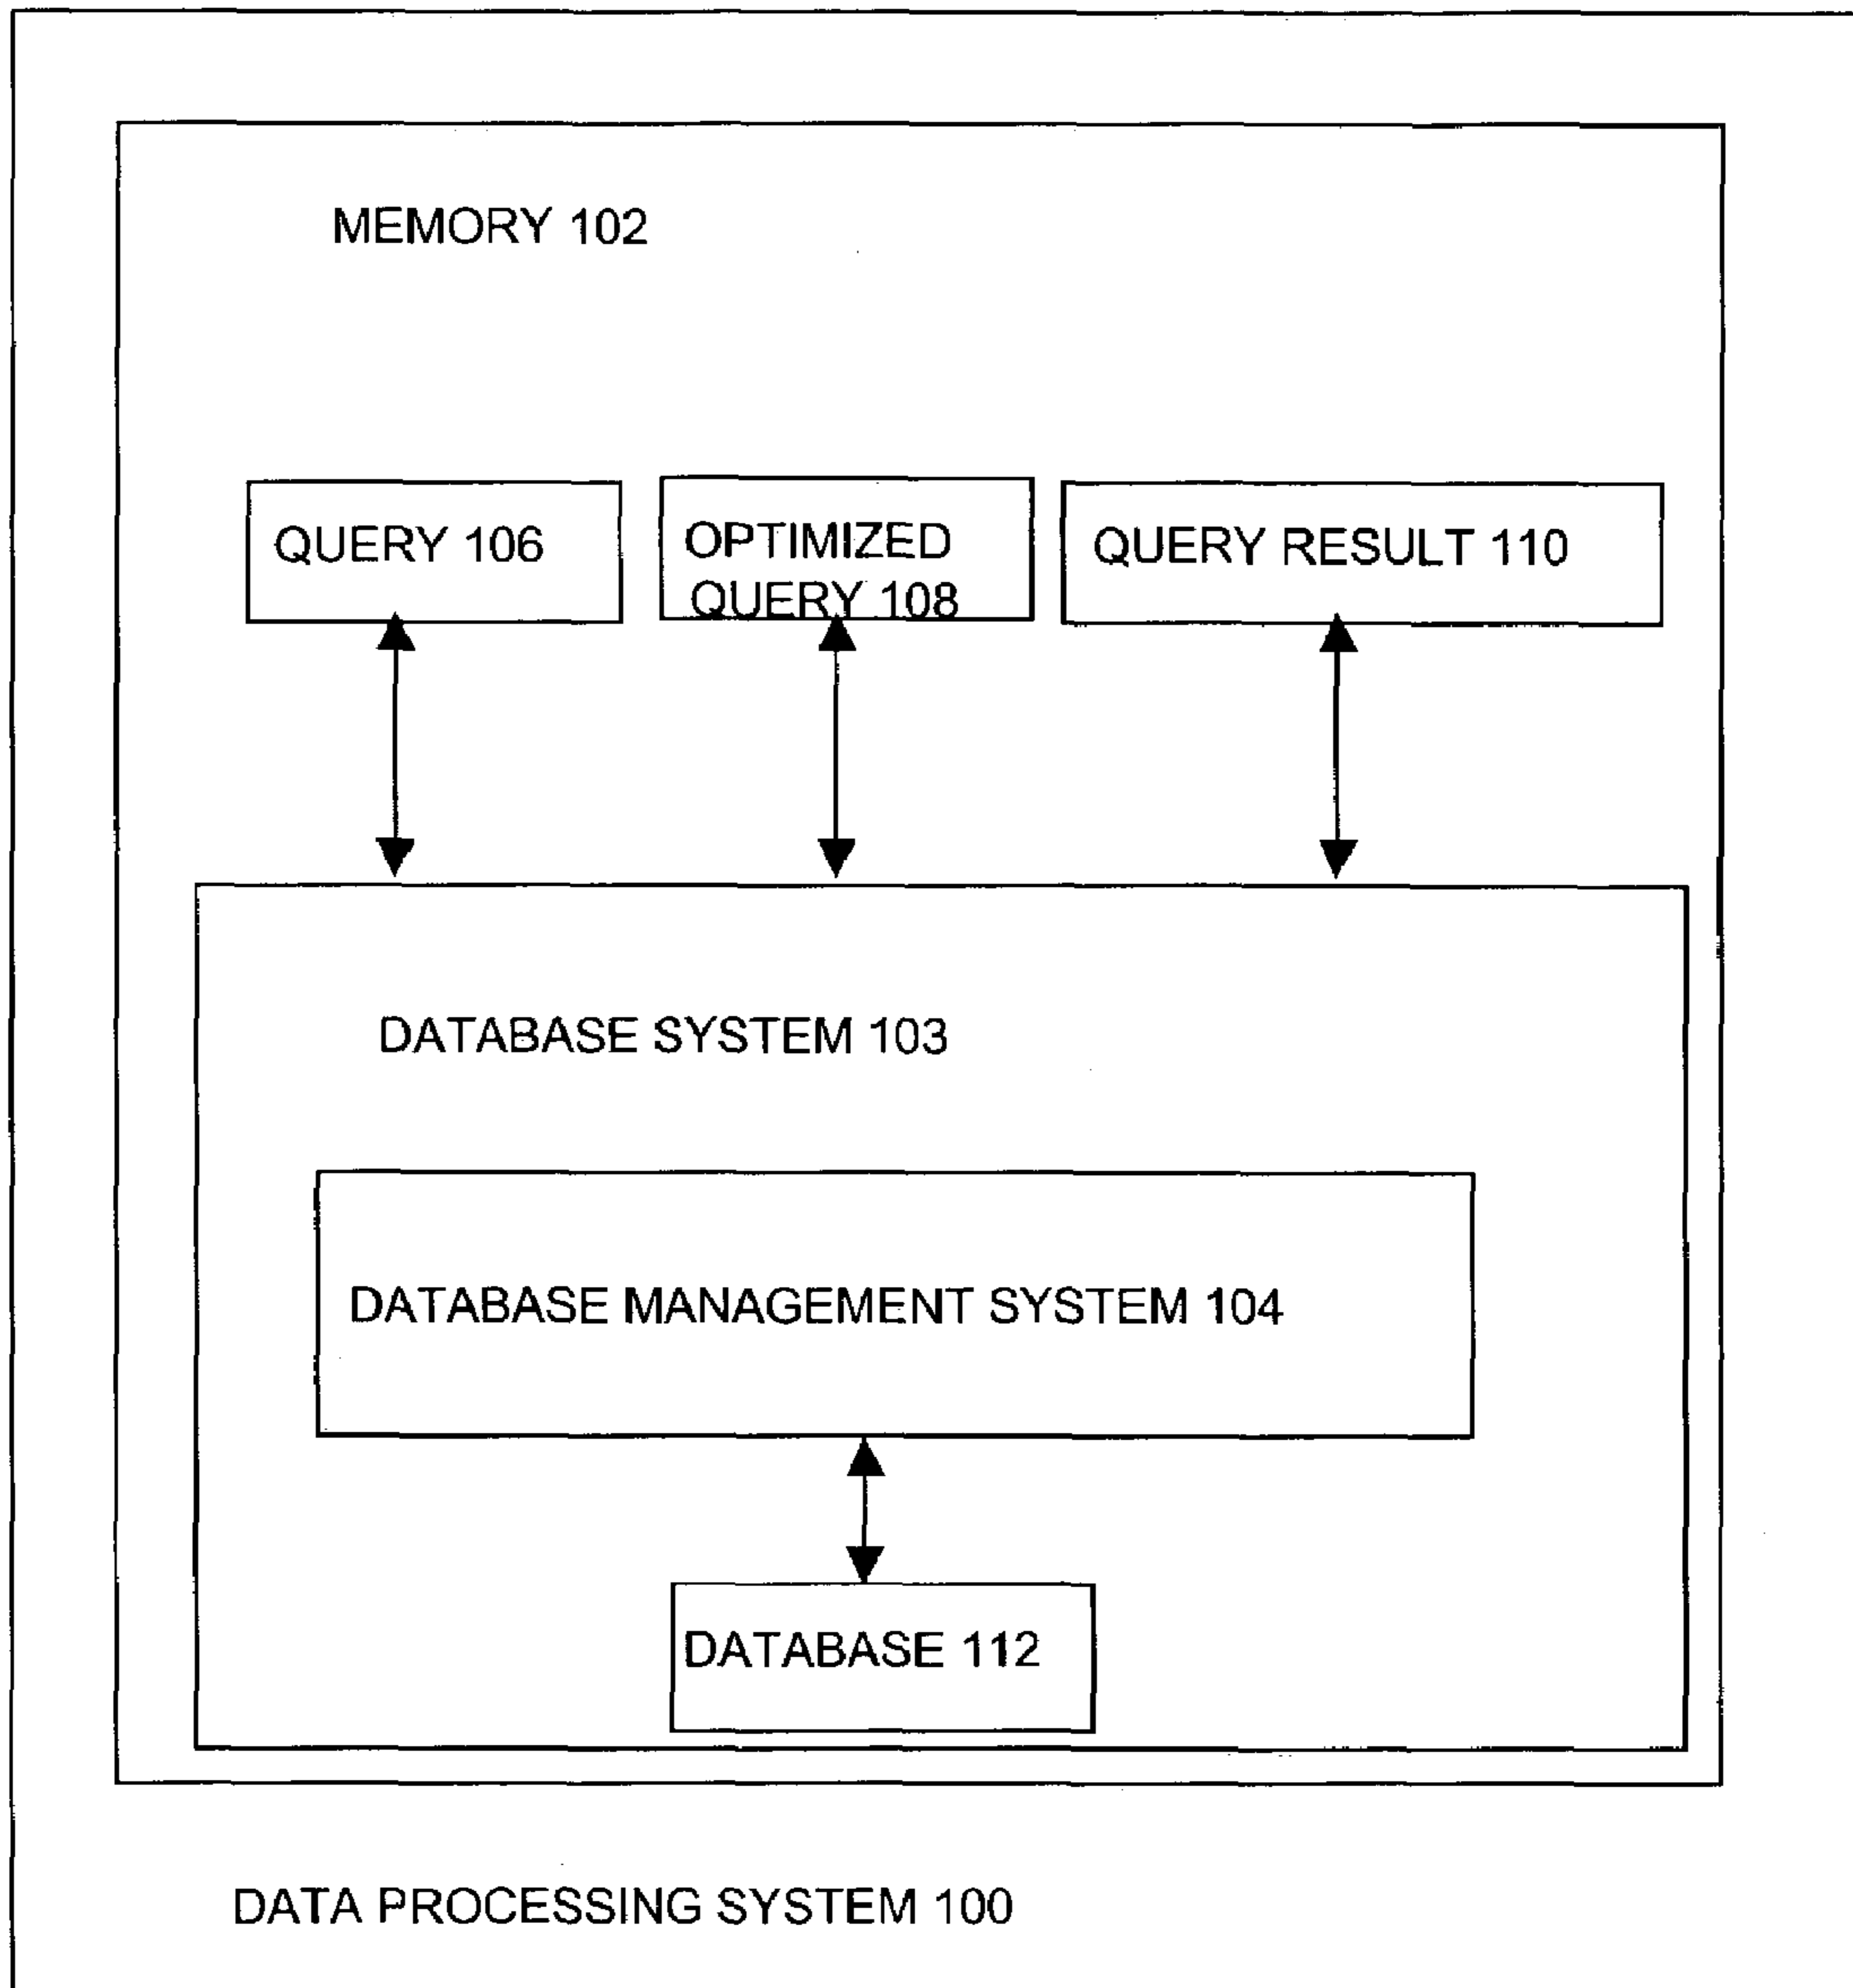 MEMORY 102
QUERY 106
OPTIMIZED
QUERY 108
QUERY RESULT 110
DATABASE SYSTEM 103
DATABASE MANAGEMENT SYSTEM 104
DATABASE 112
DATA PROCESSING SYSTEM 100